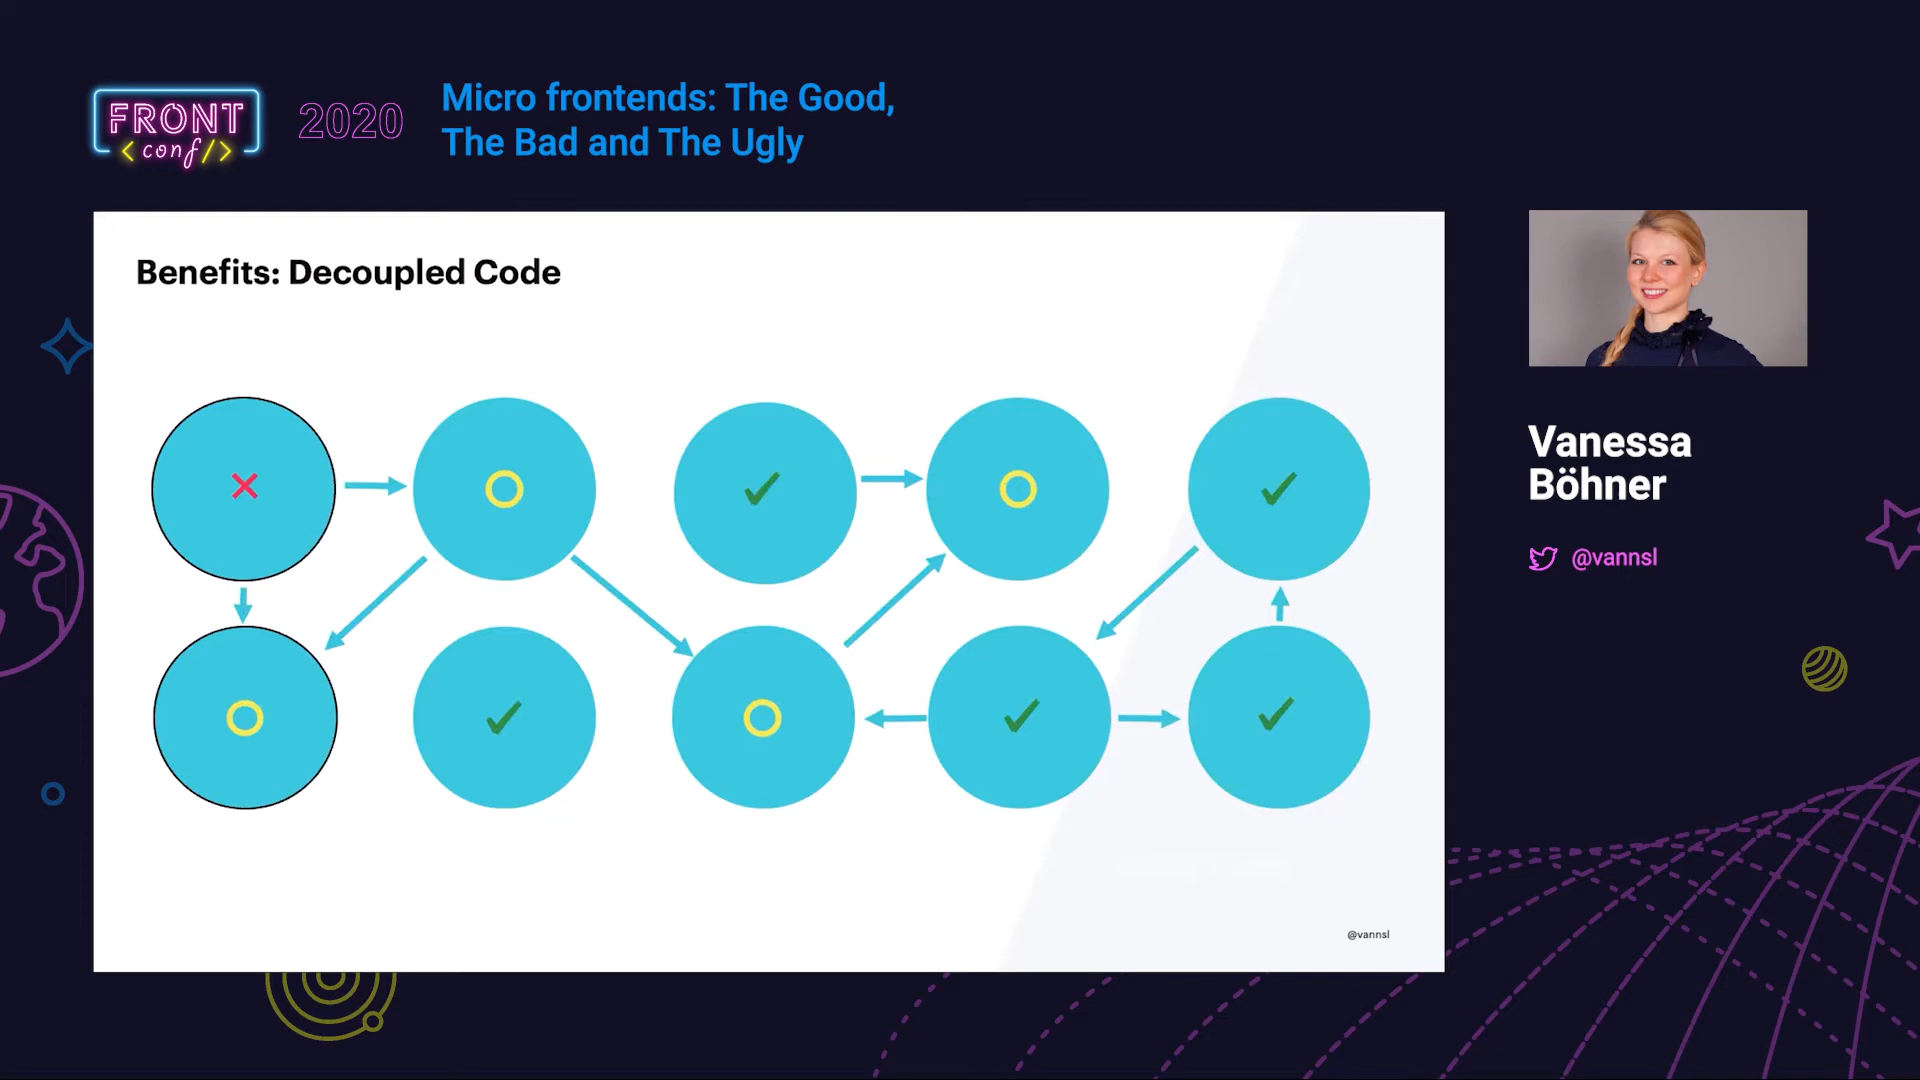 FRONT
<conf/>
2020
Micro frontends: The Good,
The Bad and The Ugly
Benefits: Decoupled Code
@vannsl
Vanessa
Böhner
@vannsl